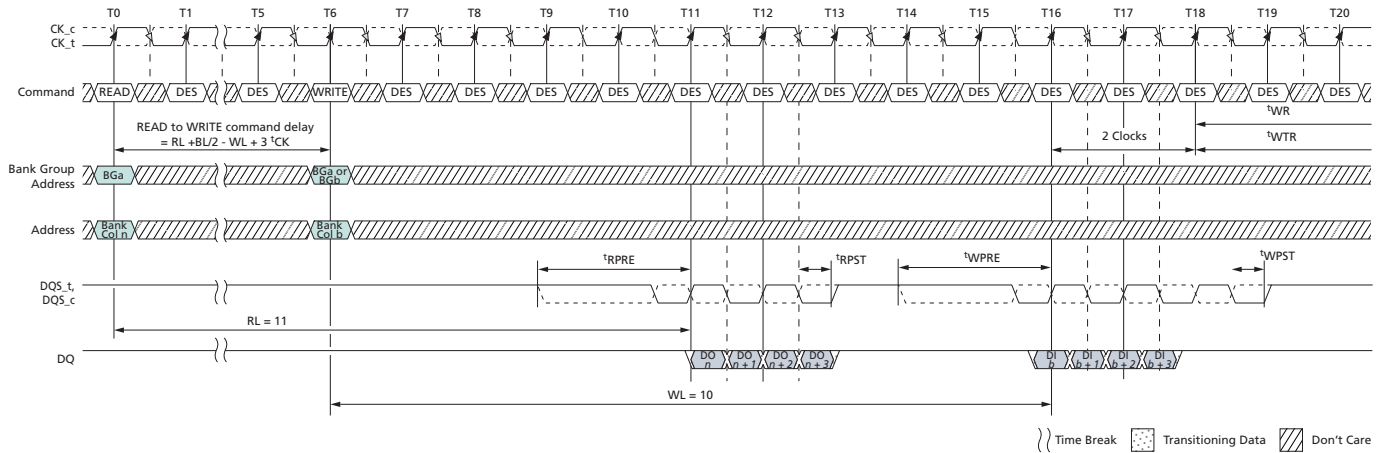 T0 T1 T5 T6 T7 T8 T9 T10 T11 T12 T13 T14 T15 T16 T17 T18 T19 T20
CK_c
CK_t
Command READ DES DES WRITE DES DES DES DES DES DES DES DES DES DES DES DES DES DES
tWR
READ to WRITE command delay
= RL +BL/2 - WL + 3 tCK
2 Clocks
tWTR
Bank Group
Address
BGa
BGa or
BGb
Address
Bank
Col n
Bank
Col b
tRPRE tRPST tWPRE tWPST
DQS_t,
DQS_c
RL = 11
DQ
DO
n
DO
n + 1
DO
n + 2
DO
n + 3
DI
b
DI
b + 1
DI
b + 2
DI
b + 3
WL = 10
Time Break Transitioning Data Don't Care